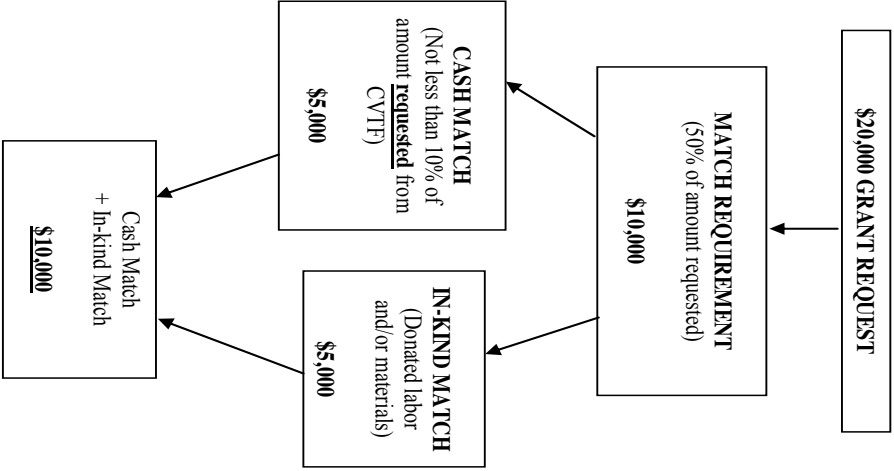 $20,000 GRANT REQUEST
MATCH REQUIREMENT
(50% of amount requested)
$10,000
CASH MATCH
(Not less than 10% of
amount requested from
CVTF)
$5,000
IN-KIND MATCH
(Donated labor
and/or materials)
$5,000
Cash Match
+ In-kind Match
$10,000